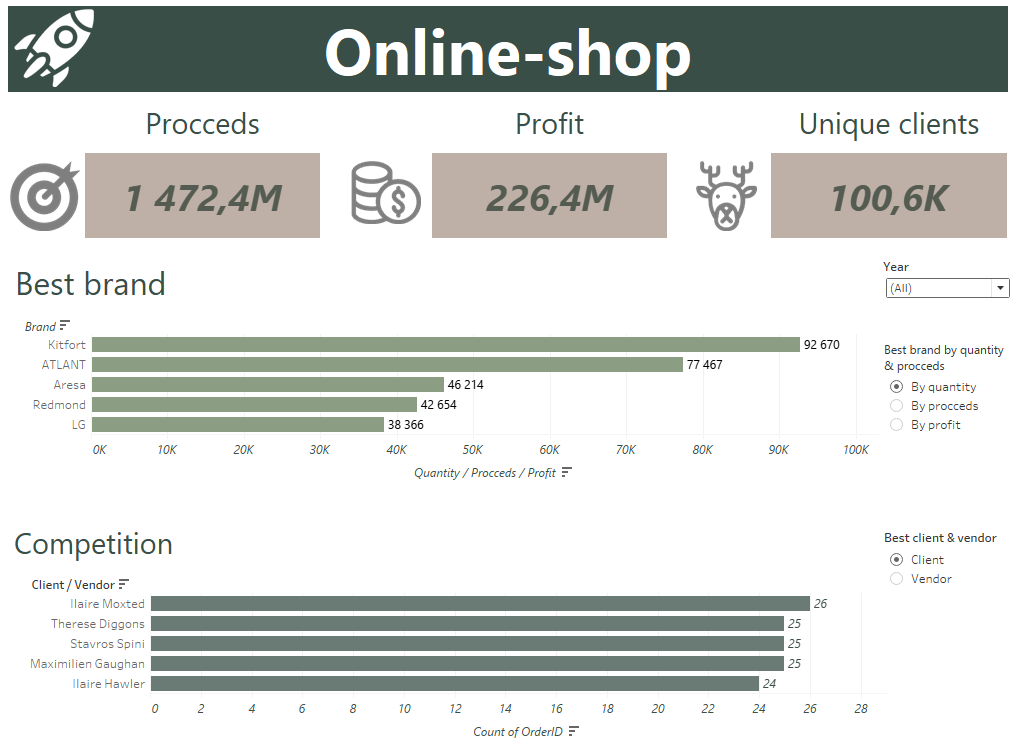 Online-shop
Procceds
Profit
Unique clients
1 472,4M
226,4M
100,6K
Best brand
Year
(All)
Brand
Kitfort
92 670
ATLANT
77 467
Aresa
46 214
Redmond
42 654
LG
38 366
0K 10K 20K 30K 40K 50K 60K 70K 80K 90K 100K
Quantity / Procceds / Profit
Best brand by quantity
& procceds
By quantity
By procceds
By profit
Competition
Client / Vendor
Ilaire Moxted
26
Therese Diggons
25
Stavros Spini
25
Maximilien Gaughan
25
Ilaire Hawler
24
0 2 4 6 8 10 12 14 16 18 20 22 24 26 28
Count of OrderID
Best client & vendor
Client
Vendor